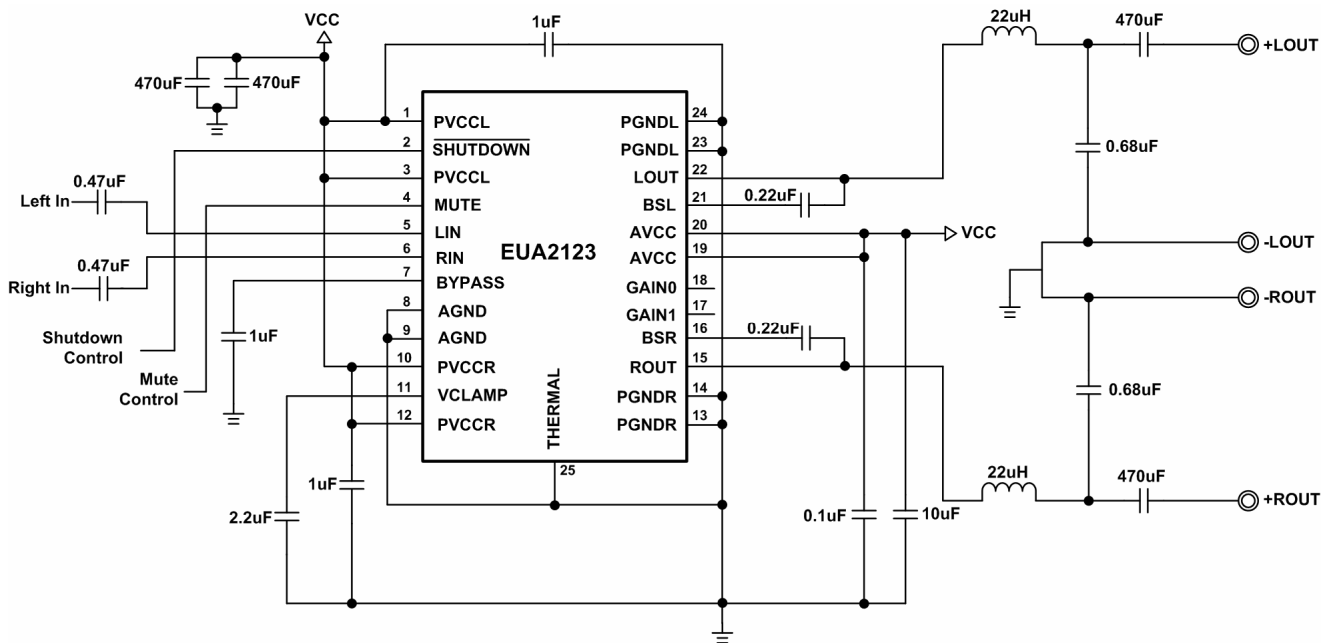 VCC
1uF
22uH
470uF
+LOUT
470uF
470uF
1
PVCCL
PGNDL
24
2
SHUTDOWN
PGNDL
23
0.68uF
3
PVCCL
LOUT
22
0.47uF
Left In
4
MUTE
BSL
21
0.22uF
5
LIN
AVCC
20
VCC
-LOUT
EUA2123
6
RIN
AVCC
19
0.47uF
Right In
7
BYPASS
GAIN0
18
-ROUT
8
AGND
GAIN1
17
1uF
9
AGND
BSR
16
0.22uF
Shutdown
Control
10
PVCCR
ROUT
15
Mute
Control
11
VCLAMP
PGNDR
14
0.68uF
12
PVCCR
PGNDR
13
THERMAL
25
22uH
470uF
+ROUT
1uF
2.2uF
0.1uF
10uF